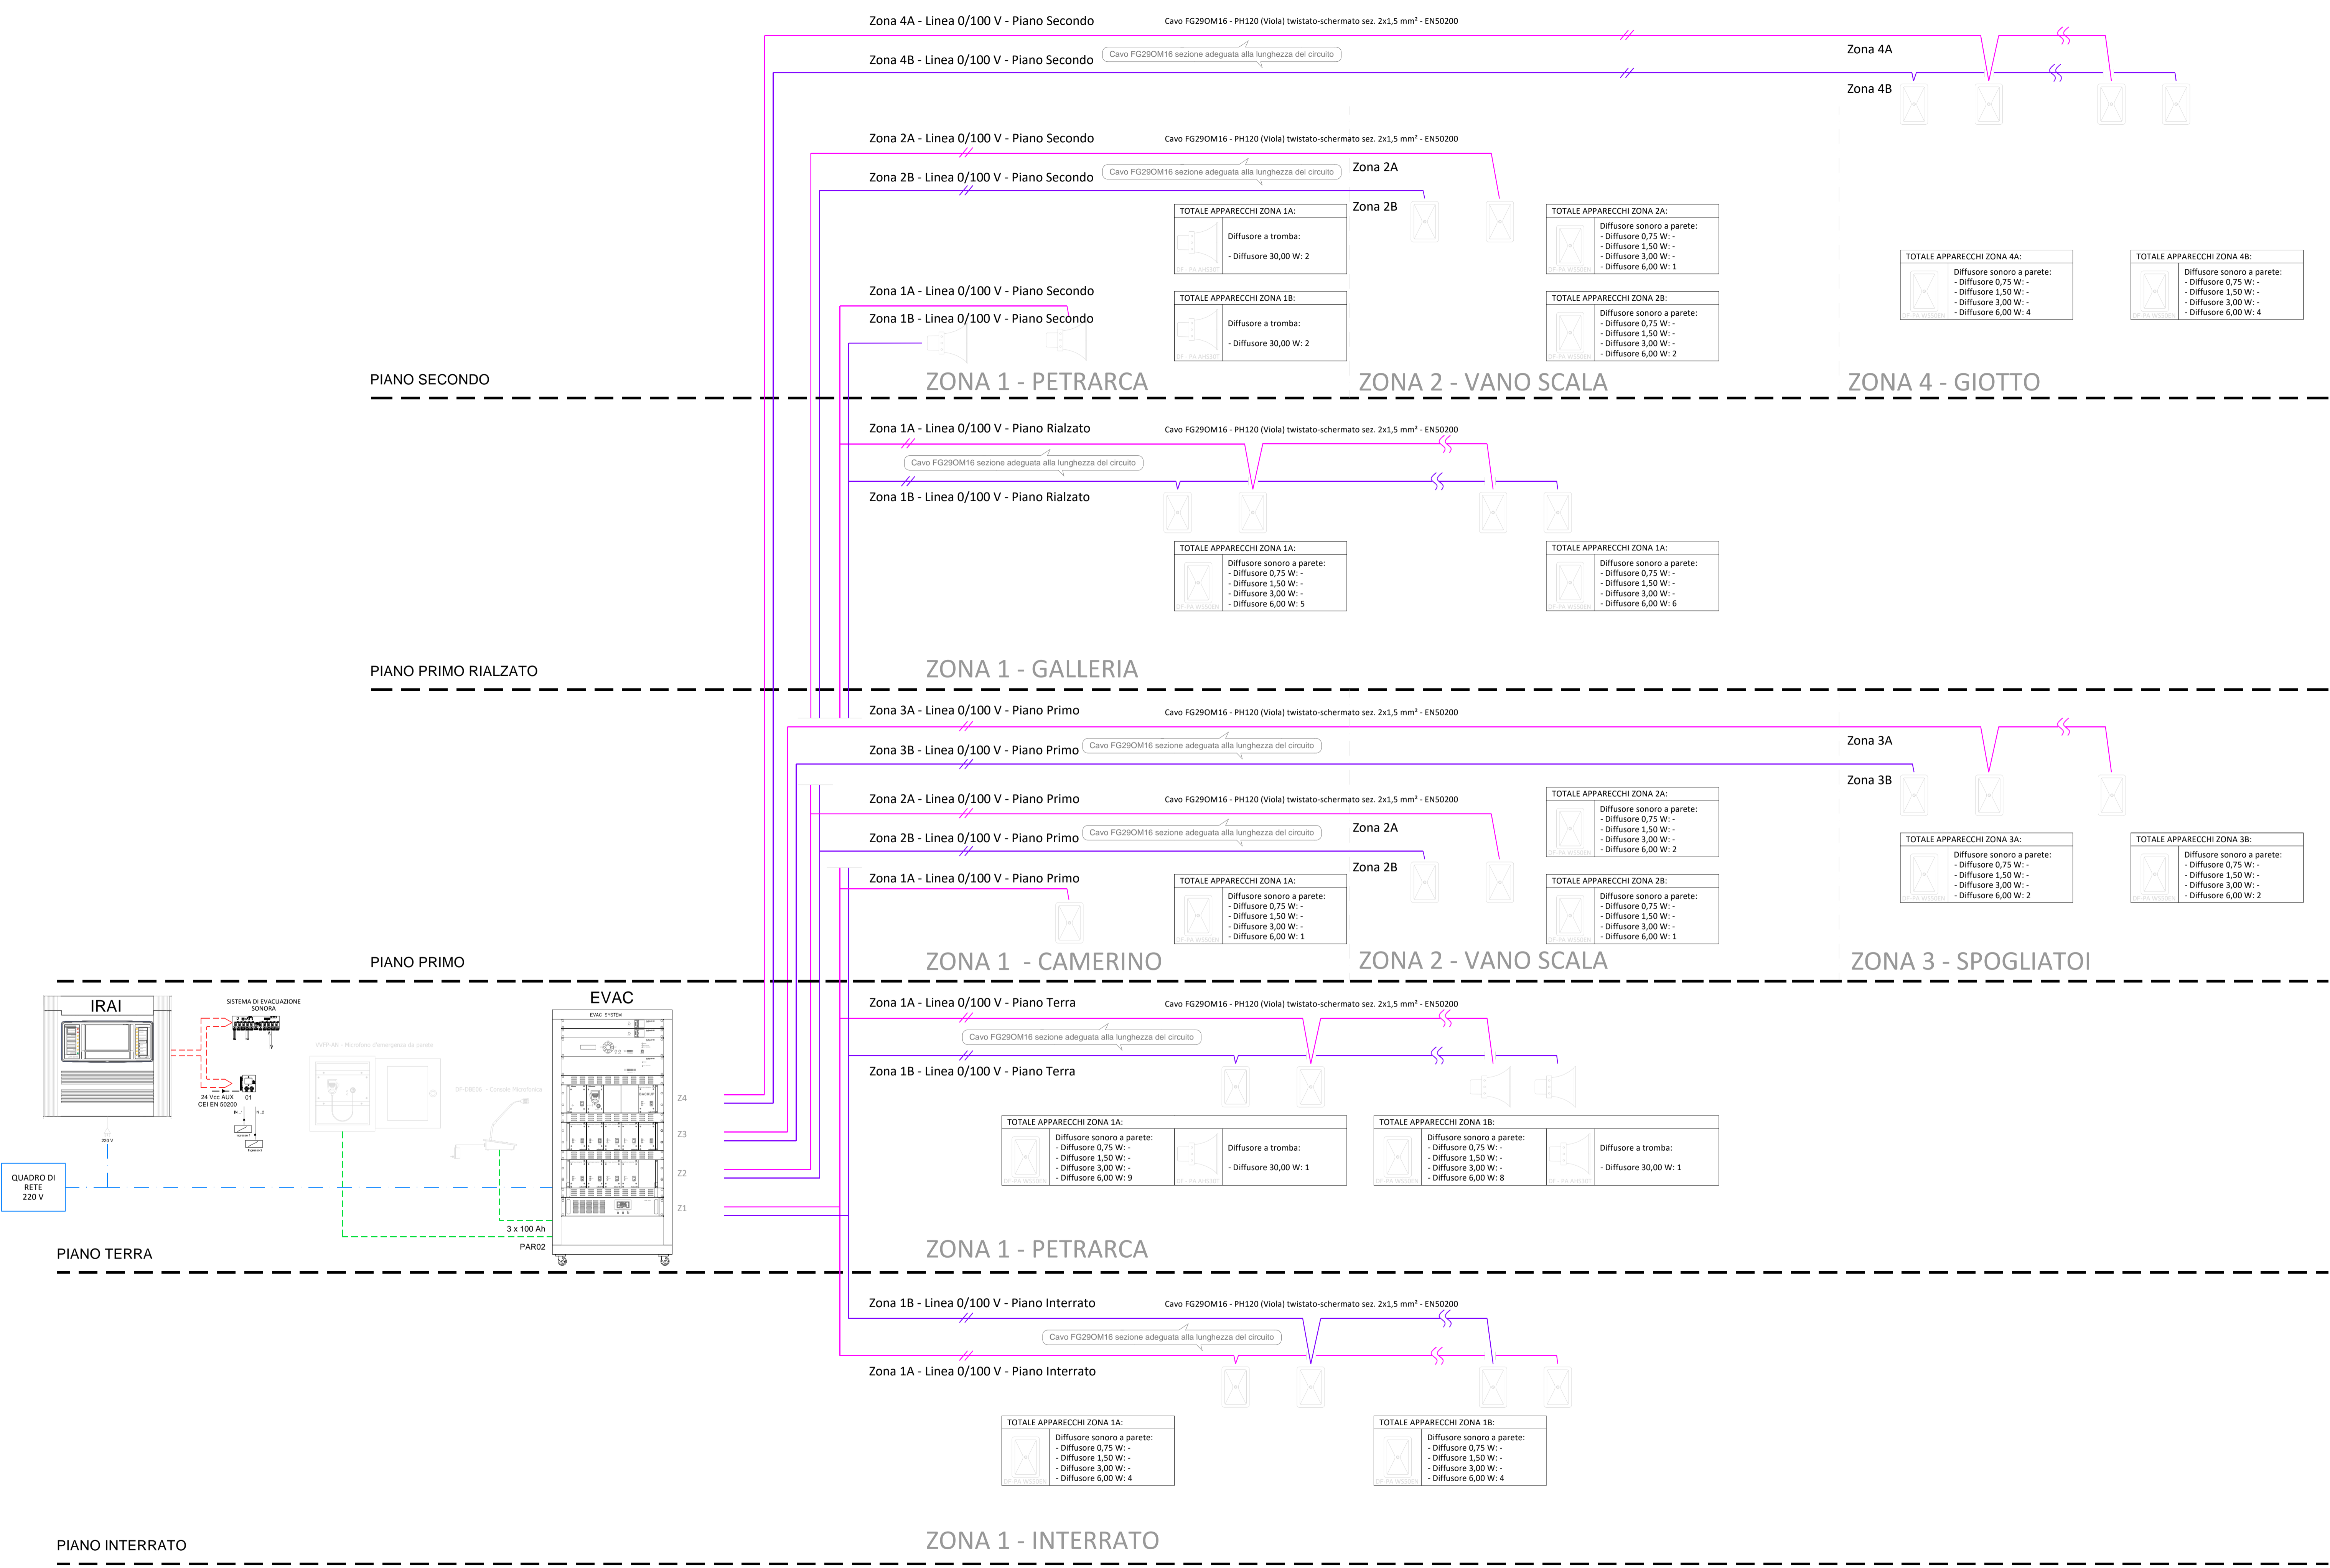 Zona 4A - Linea 0/100 V - Piano Secondo
Cavo FG29OM16 - PH120 (Viola) twistato-schermato sez. 2x1,5 mm² - EN50200
Zona 4A
Cavo FG29OM16 sezione adeguata alla lunghezza del circuito
Zona 4B - Linea 0/100 V - Piano Secondo
Zona 4B
Zona 2A - Linea 0/100 V - Piano Secondo
Cavo FG29OM16 - PH120 (Viola) twistato-schermato sez. 2x1,5 mm² - EN50200
Zona 2A
Cavo FG29OM16 sezione adeguata alla lunghezza del circuito
Zona 2B - Linea 0/100 V - Piano Secondo
Zona 2B
TOTALE APPARECCHI ZONA 1A:
Diffusore a tromba:
- Diffusore 30,00 W: 2
DF - PA AHS30T
TOTALE APPARECCHI ZONA 2A:
Diffusore sonoro a parete:
- Diffusore 0,75 W: -
- Diffusore 1,50 W: -
- Diffusore 3,00 W: -
- Diffusore 6,00 W: 1
TOTALE APPARECCHI ZONA 4A:
Diffusore sonoro a parete:
- Diffusore 0,75 W: -
- Diffusore 1,50 W: -
- Diffusore 3,00 W: -
- Diffusore 6,00 W: 4
TOTALE APPARECCHI ZONA 4B:
Diffusore sonoro a parete:
- Diffusore 0,75 W: -
- Diffusore 1,50 W: -
- Diffusore 3,00 W: -
- Diffusore 6,00 W: 4
Zona 1A - Linea 0/100 V - Piano Secondo
Zona 1B - Linea 0/100 V - Piano Secondo
TOTALE APPARECCHI ZONA 1B:
Diffusore a tromba:
- Diffusore 30,00 W: 2
DF - PA AHS30T
TOTALE APPARECCHI ZONA 2B:
Diffusore sonoro a parete:
- Diffusore 0,75 W: -
- Diffusore 1,50 W: -
- Diffusore 3,00 W: -
- Diffusore 6,00 W: 2
PIANO SECONDO
ZONA 1 - PETRARCA
ZONA 2 - VANO SCALA
ZONA 4 - GIOTTO
Zona 1A - Linea 0/100 V - Piano Rialzato
Cavo FG29OM16 - PH120 (Viola) twistato-schermato sez. 2x1,5 mm² - EN50200
Cavo FG29OM16 sezione adeguata alla lunghezza del circuito
Zona 1B - Linea 0/100 V - Piano Rialzato
TOTALE APPARECCHI ZONA 1A:
Diffusore sonoro a parete:
- Diffusore 0,75 W: -
- Diffusore 1,50 W: -
- Diffusore 3,00 W: -
- Diffusore 6,00 W: 5
TOTALE APPARECCHI ZONA 1A:
Diffusore sonoro a parete:
- Diffusore 0,75 W: -
- Diffusore 1,50 W: -
- Diffusore 3,00 W: -
- Diffusore 6,00 W: 6
PIANO PRIMO RIALZATO
ZONA 1 - GALLERIA
Zona 3A - Linea 0/100 V - Piano Primo
Cavo FG29OM16 - PH120 (Viola) twistato-schermato sez. 2x1,5 mm² - EN50200
Zona 3A
Zona 3B - Linea 0/100 V - Piano Primo
Cavo FG29OM16 sezione adeguata alla lunghezza del circuito
Zona 3B
Zona 2A - Linea 0/100 V - Piano Primo
Cavo FG29OM16 - PH120 (Viola) twistato-schermato sez. 2x1,5 mm² - EN50200
Zona 2A
Zona 2B - Linea 0/100 V - Piano Primo
Cavo FG29OM16 sezione adeguata alla lunghezza del circuito
Zona 2B
TOTALE APPARECCHI ZONA 2A:
Diffusore sonoro a parete:
- Diffusore 0,75 W: -
- Diffusore 1,50 W: -
- Diffusore 3,00 W: -
- Diffusore 6,00 W: 2
TOTALE APPARECCHI ZONA 3A:
Diffusore sonoro a parete:
- Diffusore 0,75 W: -
- Diffusore 1,50 W: -
- Diffusore 3,00 W: -
- Diffusore 6,00 W: 2
TOTALE APPARECCHI ZONA 3B:
Diffusore sonoro a parete:
- Diffusore 0,75 W: -
- Diffusore 1,50 W: -
- Diffusore 3,00 W: -
- Diffusore 6,00 W: 2
Zona 1A - Linea 0/100 V - Piano Primo
TOTALE APPARECCHI ZONA 1A:
Diffusore sonoro a parete:
- Diffusore 0,75 W: -
- Diffusore 1,50 W: -
- Diffusore 3,00 W: -
- Diffusore 6,00 W: 1
TOTALE APPARECCHI ZONA 2B:
Diffusore sonoro a parete:
- Diffusore 0,75 W: -
- Diffusore 1,50 W: -
- Diffusore 3,00 W: -
- Diffusore 6,00 W: 1
PIANO PRIMO
ZONA 1 - CAMERINO
ZONA 2 - VANO SCALA
ZONA 3 - SPOGLIATOI
IRAI
SISTEMA DI EVACUAZIONE
SONORA
24 Vcc AUX
CEI EN 50200
01
Ingresso 1
Ingresso 2
220 V
QUADRO DI
RETE
220 V
VVFF 4R - Microfono d'emergenza da parete
3 x 100 Ah
PAR02
EVAC
EVAC SYSTEM
BACKUP
Z4
Z3
Z2
Z1
Zona 1A - Linea 0/100 V - Piano Terra
Cavo FG29OM16 - PH120 (Viola) twistato-schermato sez. 2x1,5 mm² - EN50200
Cavo FG29OM16 sezione adeguata alla lunghezza del circuito
Zona 1B - Linea 0/100 V - Piano Terra
TOTALE APPARECCHI ZONA 1A:
Diffusore sonoro a parete:
- Diffusore 0,75 W: -
- Diffusore 1,50 W: -
- Diffusore 3,00 W: -
- Diffusore 6,00 W: 9
Diffusore a tromba:
- Diffusore 30,00 W: 1
TOTALE APPARECCHI ZONA 1B:
Diffusore sonoro a parete:
- Diffusore 0,75 W: -
- Diffusore 1,50 W: -
- Diffusore 3,00 W: -
- Diffusore 6,00 W: 8
Diffusore a tromba:
- Diffusore 30,00 W: 1
PIANO TERRA
ZONA 1 - PETRARCA
Zona 1B - Linea 0/100 V - Piano Interrato
Cavo FG29OM16 - PH120 (Viola) twistato-schermato sez. 2x1,5 mm² - EN50200
Cavo FG29OM16 sezione adeguata alla lunghezza del circuito
Zona 1A - Linea 0/100 V - Piano Interrato
TOTALE APPARECCHI ZONA 1A:
Diffusore sonoro a parete:
- Diffusore 0,75 W: -
- Diffusore 1,50 W: -
- Diffusore 3,00 W: -
- Diffusore 6,00 W: 4
TOTALE APPARECCHI ZONA 1B:
Diffusore sonoro a parete:
- Diffusore 0,75 W: -
- Diffusore 1,50 W: -
- Diffusore 3,00 W: -
- Diffusore 6,00 W: 4
PIANO INTERRATO
ZONA 1 - INTERRATO